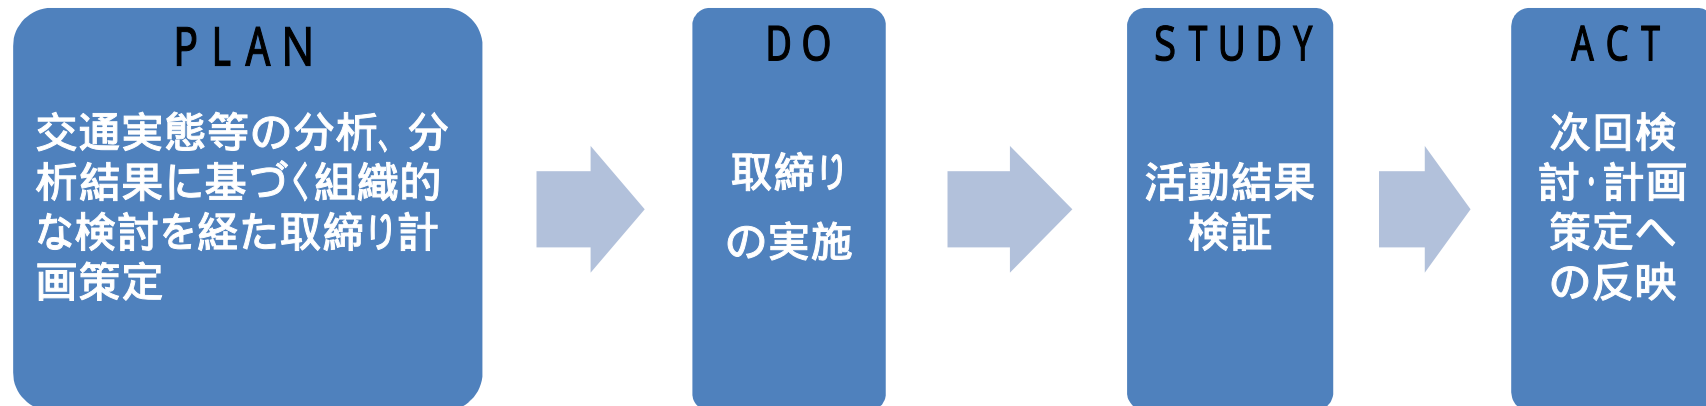 PLAN
交通実態等の分析、分
析結果に基づく組織的
な検討を経た取締り計
画策定
DO
取締り
の実施
STUDY
活動結果
検証
ACT
次回検
討・計画
策定へ
の反映